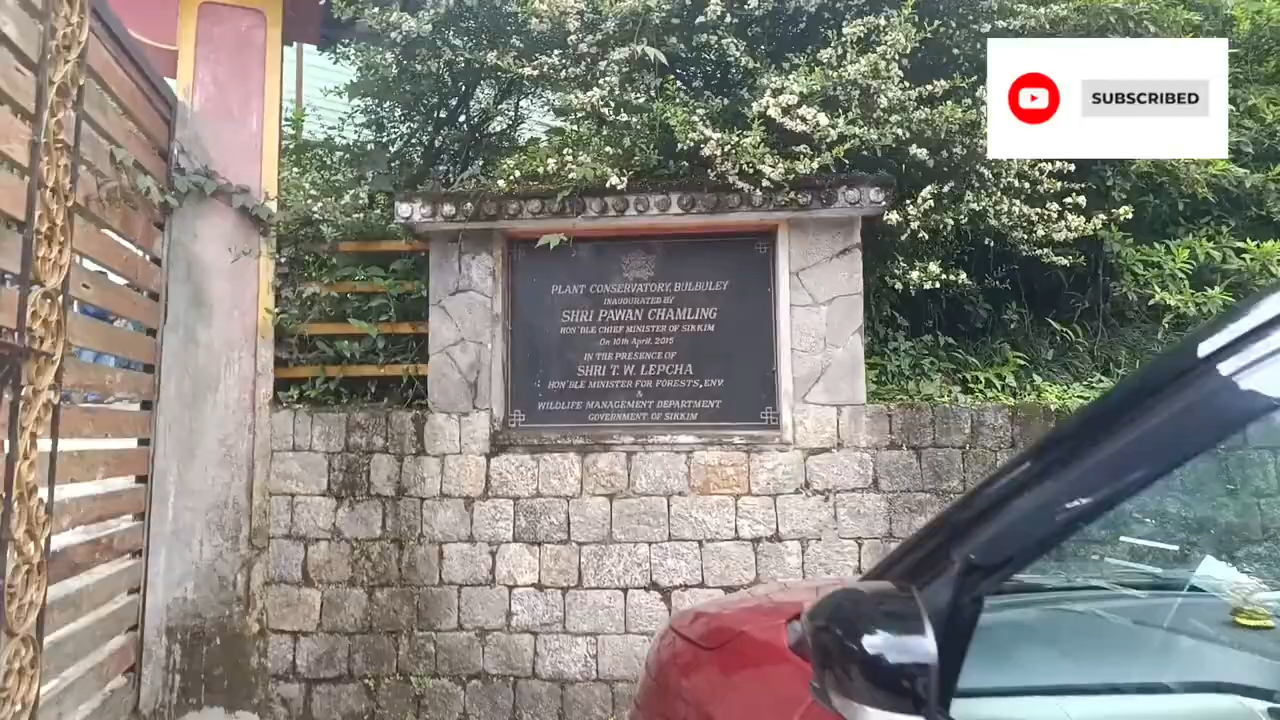 SUBSCRIBED
PLANT CONSERVATORY, BULBULEY
INAUGURATED BY
SHRI PAWAN CHAMLING
HON'BLE CHIEF MINISTER OF SIKKIM
On 10th April, 2015
IN THE PRESENCE OF
SHRI T. W. LEPCHA
HON'BLE MINISTER FOR FORESTS, ENV.
&
WILDLIFE MANAGEMENT DEPARTMENT
GOVERNMENT OF SIKKIM